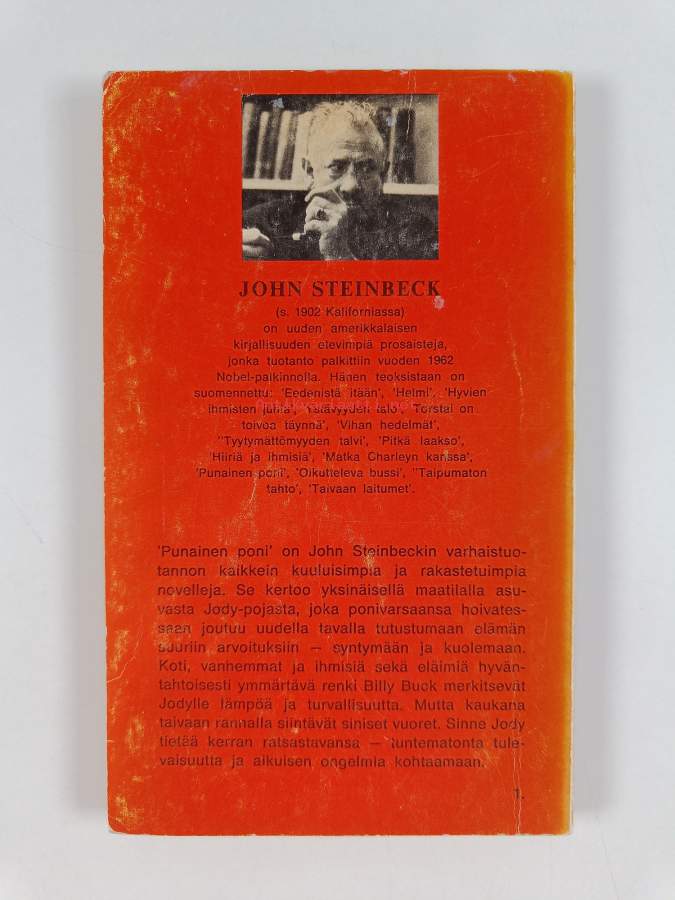 JOHN STEINBECK
(s. 1902 Kaliforniassa)
on uuden amerikkalaisen
kirjallisuuden etevimpiä prosaisteja,
jonka tuotanto palkittiin vuoden 1962
Nobel-palkinnolla. Hänen teoksistaan on
suomennettu: 'Eedenistä itään', 'Helmi', 'Hyvien
ihmisten juhla', 'Ystävyyden talo', 'Torstai on
toivoa täynnä', 'Vihan hedelmät',
''Tyytymättömyyden talvi', 'Pitkä laakso',
'Hiiriä ja ihmisiä', 'Matka Charleyn kanssa',
'Punainen poni', 'Oikutteleva bussi', ''Taipumaton
tahto', 'Taivaan laitumet'.
'Punainen poni' on John Steinbeckin varhaistuo-
tannon kaikkein kuuluisimpia ja rakastetuimpia
novelleja. Se kertoo yksinäisellä maatilalla asu-
vasta Jody-pojasta, joka ponivarsaansa hoivates-
saan joutuu uudella tavalla tutustumaan elämän
suuriin arvoituksiin — syntymään ja kuolemaan.
Koti, vanhemmat ja ihmisiä sekä eläimiä hyvän-
tahtoisesti ymmärtävä renki Billy Buck merkitsevät
Jodylle lämpöä ja turvallisuutta. Mutta kaukana
taivaan rannalla siintävät siniset vuoret. Sinne Jody
tietää kerran ratsastavansa — tuntematonta tule-
vaisuutta ja aikuisen ongelmia kohtaamaan.
1.